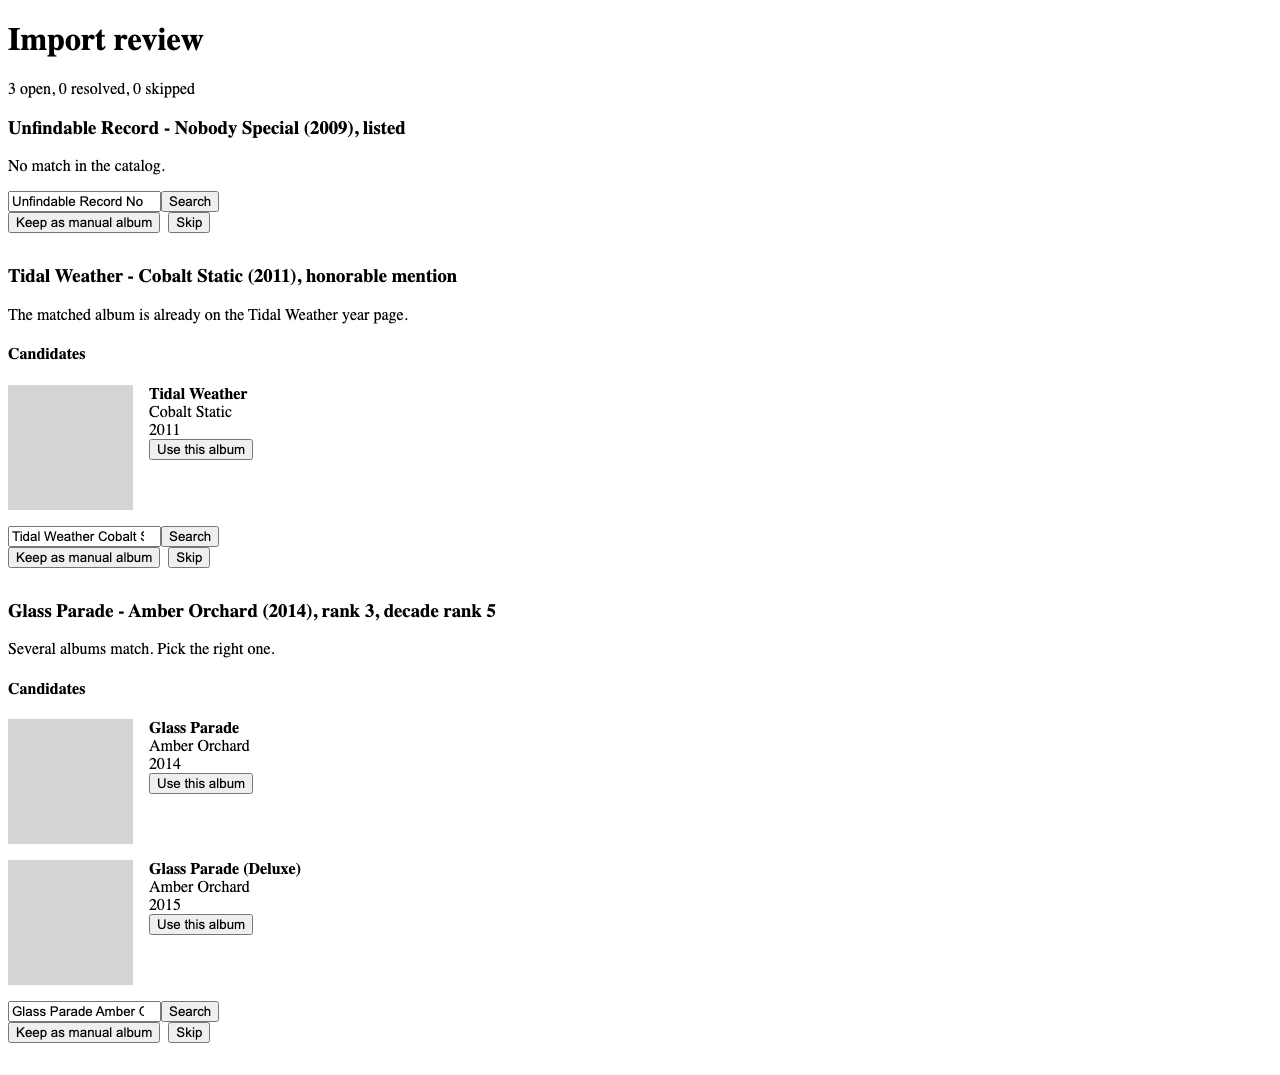 Import review
3 open, 0 resolved, 0 skipped
Unfindable Record - Nobody Special (2009), listed
No match in the catalog.
Unfindable Record No Search
Keep as manual album Skip
Tidal Weather - Cobalt Static (2011), honorable mention
The matched album is already on the Tidal Weather year page.
Candidates
Tidal Weather
Cobalt Static
2011
Use this album
Tidal Weather Cobalt S Search
Keep as manual album Skip
Glass Parade - Amber Orchard (2014), rank 3, decade rank 5
Several albums match. Pick the right one.
Candidates
Glass Parade
Amber Orchard
2014
Use this album
Glass Parade (Deluxe)
Amber Orchard
2015
Use this album
Glass Parade Amber O Search
Keep as manual album Skip